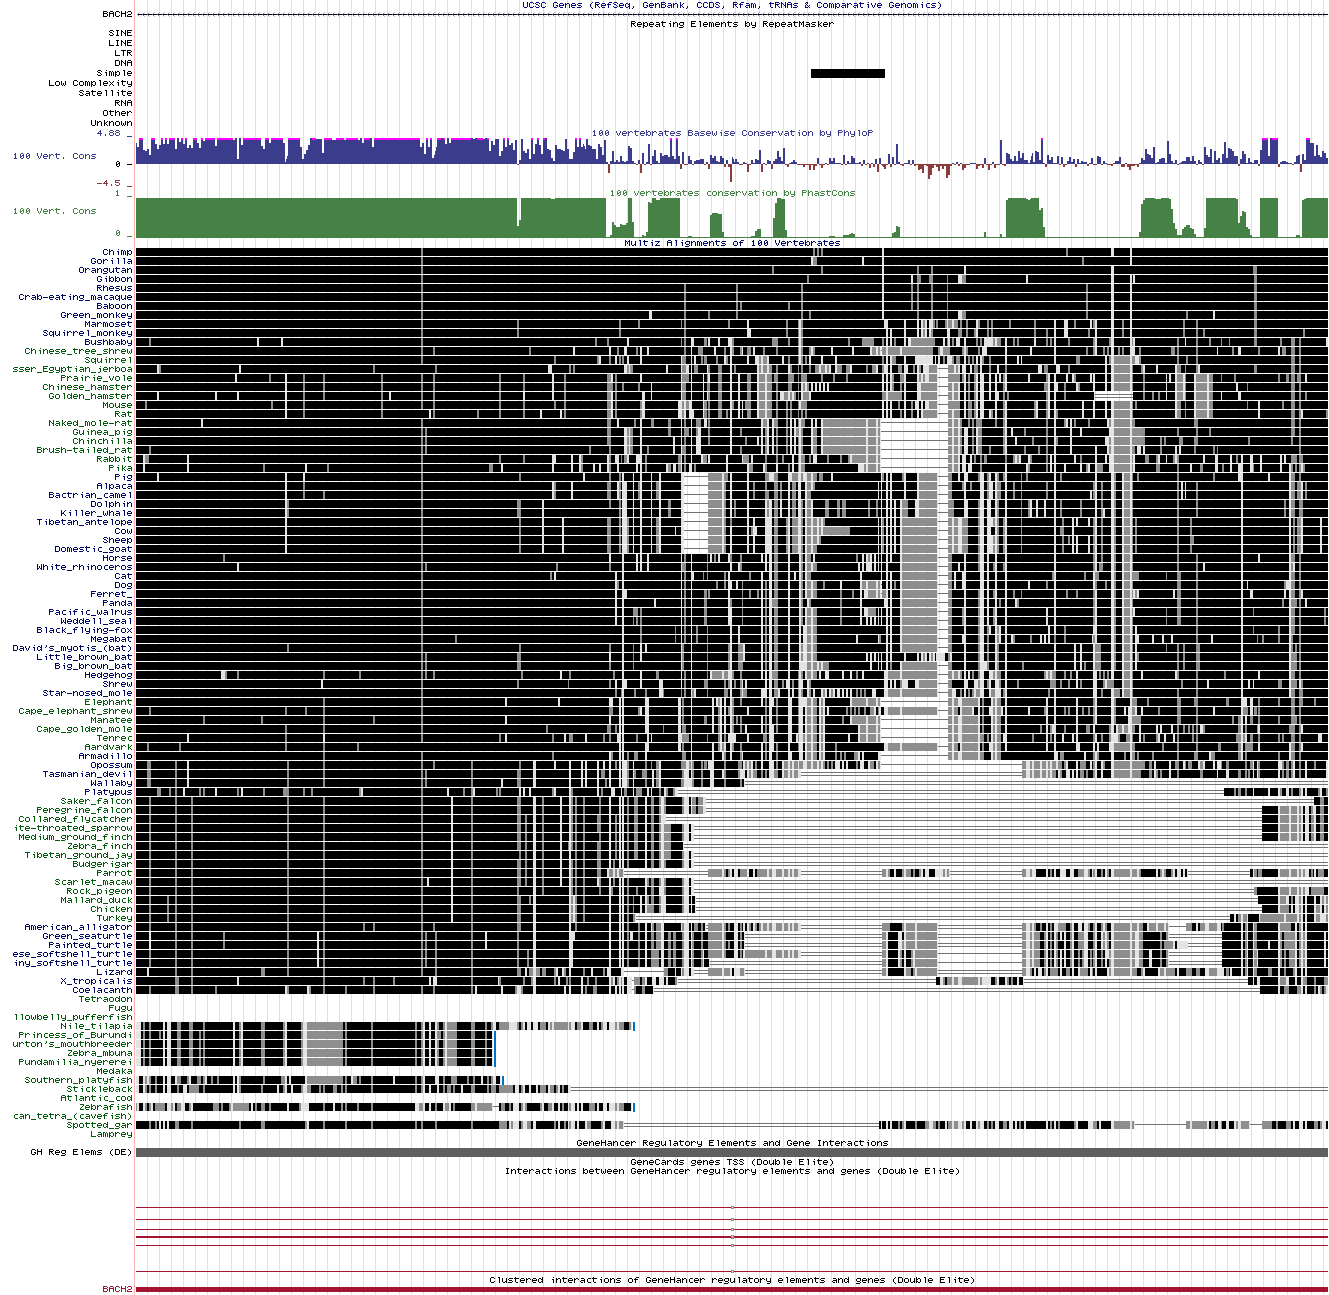 UCSC Genes (RefSeq, GenBank, CCDS, Rfam, tRNAs & Comparative Genomics)
BACH2
Repeating Elements by RepeatMasker
SINE
LINE
LTR
DNA
Simple
Low Complexity
Satellite
RNA
Other
Unknown
4.88 _
100 vertebrates Basewise Conservation by PhyloP
100 Vert. Cons
0 _
-4.5 _
1 _
100 vertebrates conservation by PhastCons
100 Vert. Cons
0 _
Multiz Alignments of 100 Vertebrates
Chimp
Gorilla
Orangutan
Gibbon
Rhesus
Crab-eating_macaque
Baboon
Green_monkey
Marmoset
Squirrel_monkey
Bushbaby
Chinese_tree_shrew
Squirrel
sser_Egyptian_jerboa
Prairie_vole
Chinese_hamster
Golden_hamster
Mouse
Rat
Naked_mole-rat
Guinea_pig
Chinchilla
Brush-tailed_rat
Rabbit
Pika
Pig
Alpaca
Bactrian_camel
Dolphin
Killer_whale
Tibetan_antelope
Cow
Sheep
Domestic_goat
Horse
White_rhinoceros
Cat
Dog
Ferret_
Panda
Pacific_walrus
Weddell_seal
Black_flying-fox
Megabat
David's_myotis_(bat)
Little_brown_bat
Big_brown_bat
Hedgehog
Shrew
Star-nosed_mole
Elephant
Cape_elephant_shrew
Manatee
Cape_golden_mole
Tenrec
Aardvark
Armadillo
Opossum
Tasmanian_devil
Wallaby
Platypus
Saker_falcon
Peregrine_falcon
Collared_flycatcher
ite-throated_sparrow
Medium_ground_finch
Zebra_finch
Tibetan_ground_jay
Budgerigar
Parrot
Scarlet_macaw
Rock_pigeon
Mallard_duck
Chicken
Turkey
American_alligator
Green_seaturtle
Painted_turtle
ese_softshell_turtle
iny_softshell_turtle
Lizard
X_tropicalis
Coelacanth
Tetraodon
Fugu
llowbelly_pufferfish
Nile_tilapia
Princess_of_Burundi
urton's_mouthbreeder
Zebra_mbuna
Pundamilia_nyererei
Medaka
Southern_platyfish
Stickleback
Atlantic_cod
Zebrafish
can_tetra_(cavefish)
Spotted_gar
Lamprey
GeneHancer Regulatory Elements and Gene Interactions
GH Reg Elems (DE)
GeneCards genes TSS (Double Elite)
Interactions between GeneHancer regulatory elements and genes (Double Elite)
Clustered interactions of GeneHancer regulatory elements and genes (Double Elite)
BACH2